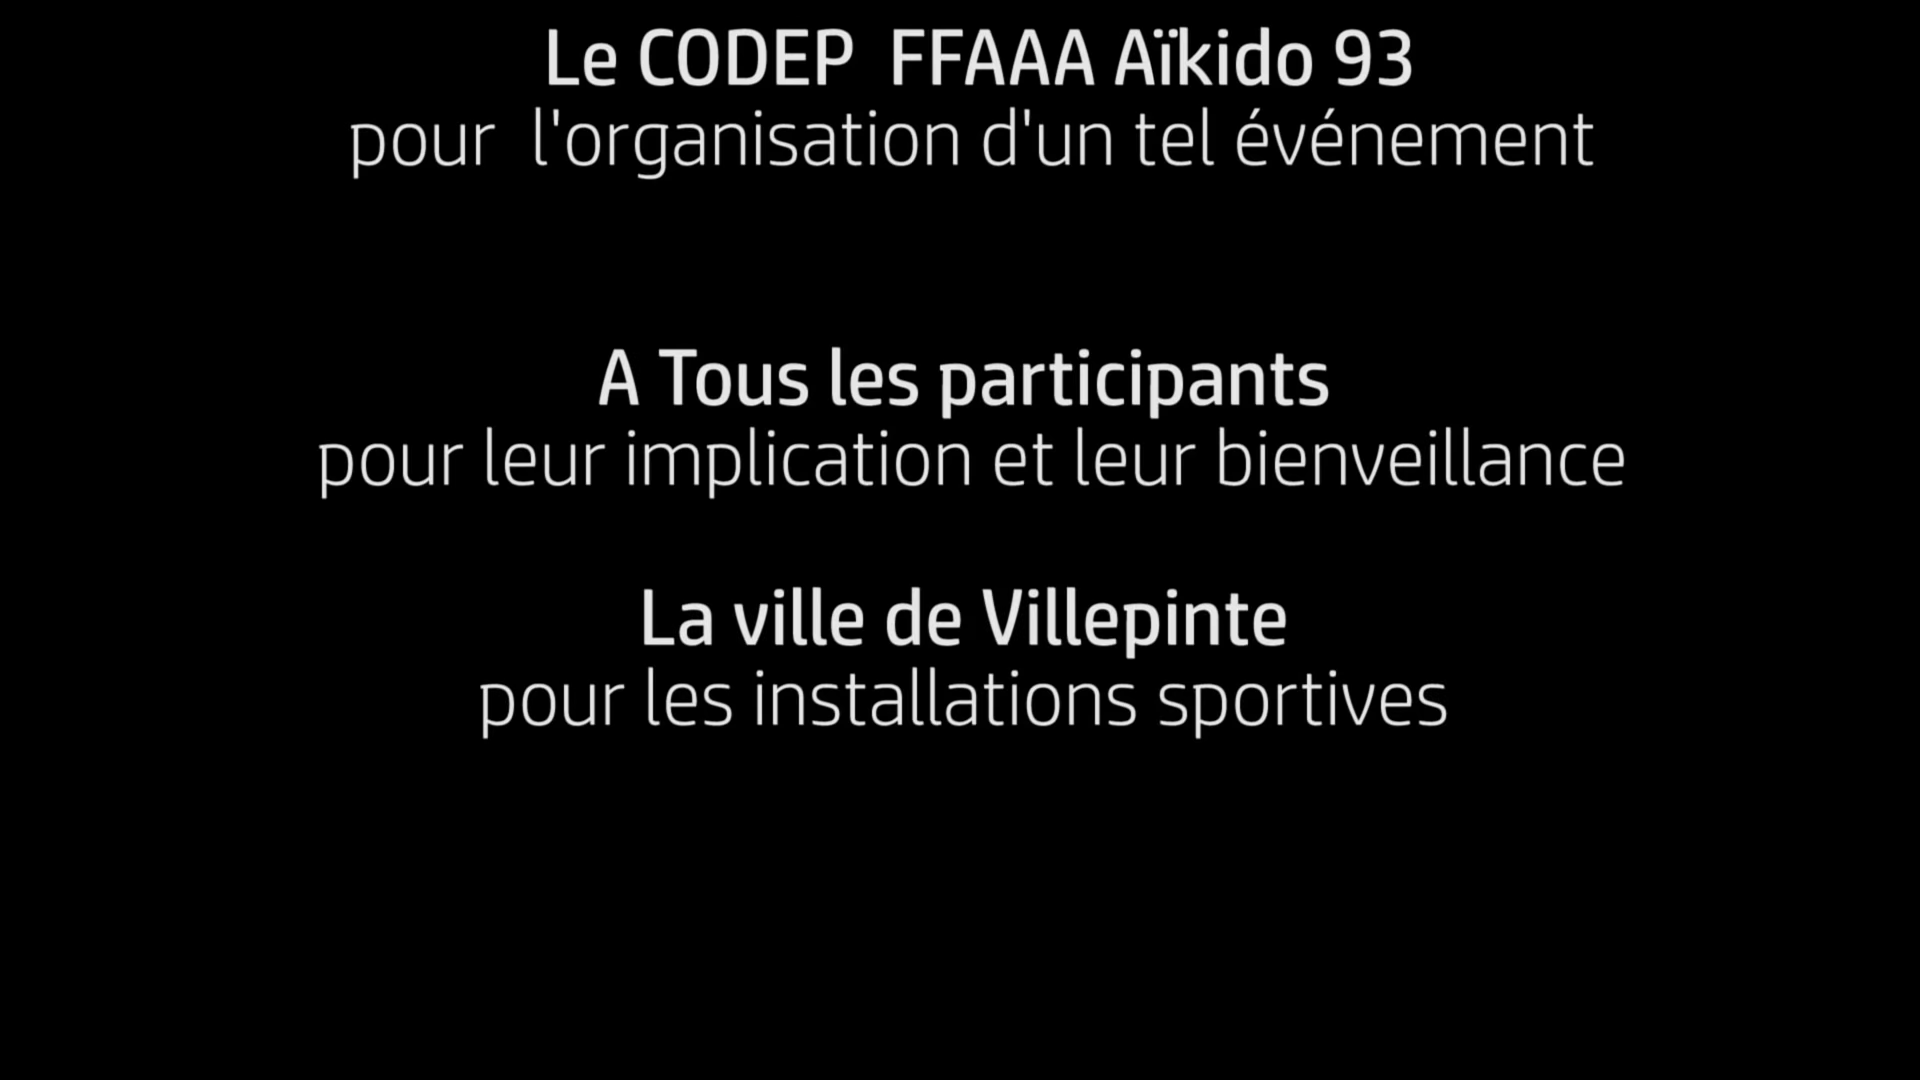 Le CODEP  FFAAA Aïkido 93
pour  l'organisation d'un tel événement
A Tous les participants
pour leur implication et leur bienveillance
La ville de Villepinte
pour les installations sportives